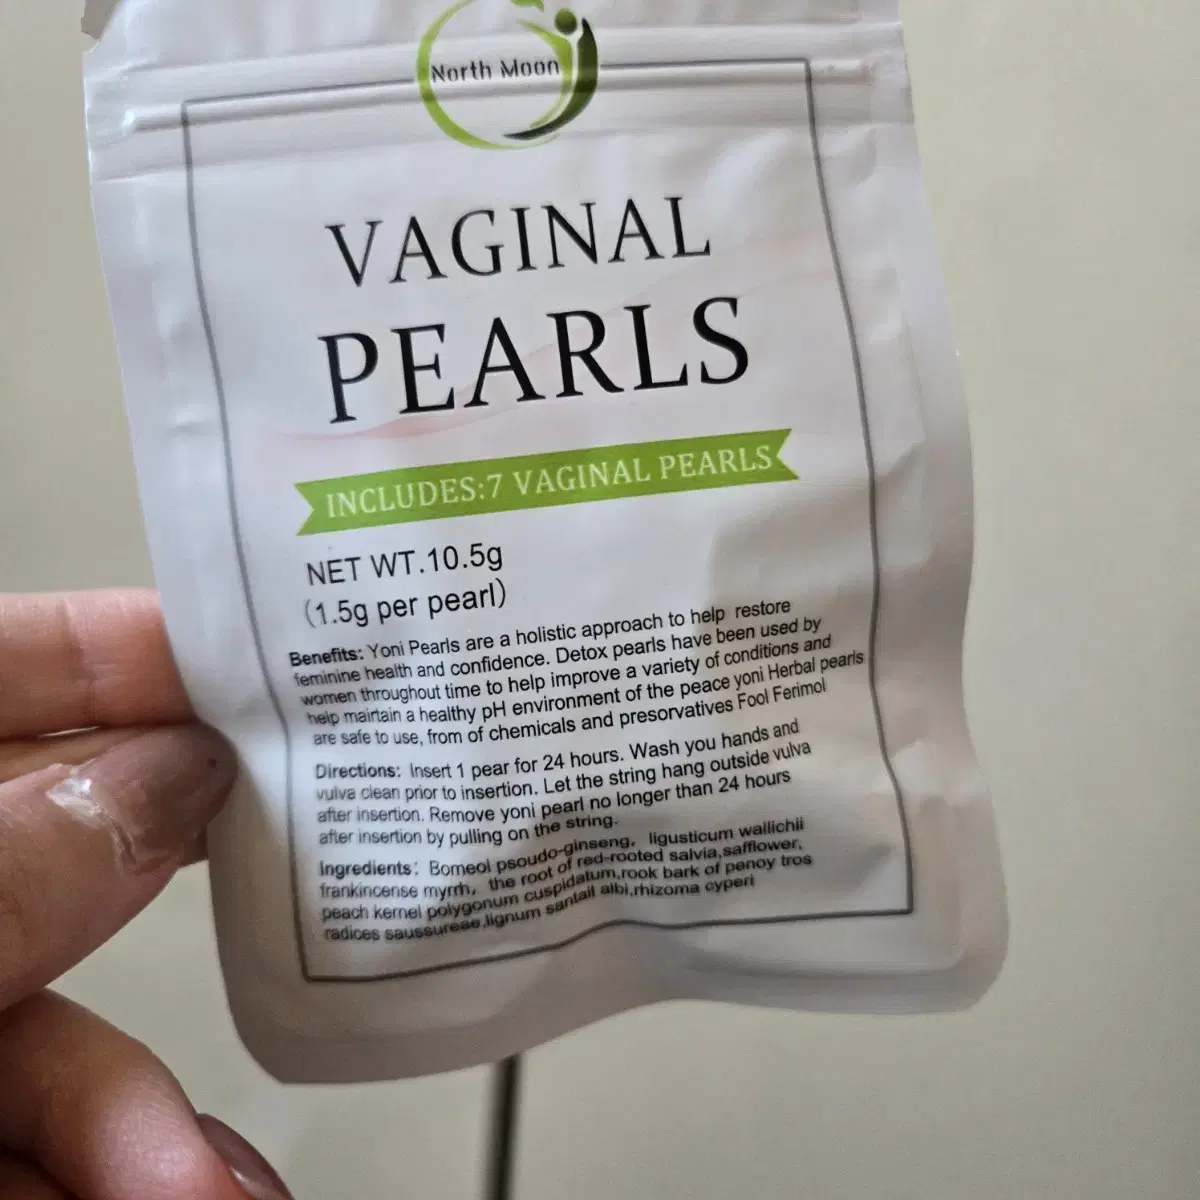 North Moon
VAGINAL
PEARLS
INCLUDES:7 VAGINAL PEARLS
NET WT.10.5g
(1.5g per pearl)
Benefits: Yoni Pearls are a holistic approach to help restore
feminine health and confidence. Detox pearls have been used by
women throughout time to help improve a variety of conditions and
help mairtain a healthy pH environment of the peace yoni Herbal pearls
are safe to use, from of chemicals and presorvatives Fool Ferimol
Directions: Insert 1 pear for 24 hours. Wash you hands and
vulva clean prior to insertion. Let the string hang outside vulva
after insertion. Remove yoni pearl no longer than 24 hours
after insertion by pulling on the string.
Ingredients: Bomeol psoudo-ginseng, ligusticum wallichii
frankincense myrrh, the root of red-rooted salvia,safflower,
peach kernel polygonum cuspidatum,rook bark of penoy tros
radices saussureae,lignum santail albi,rhizoma cyperi